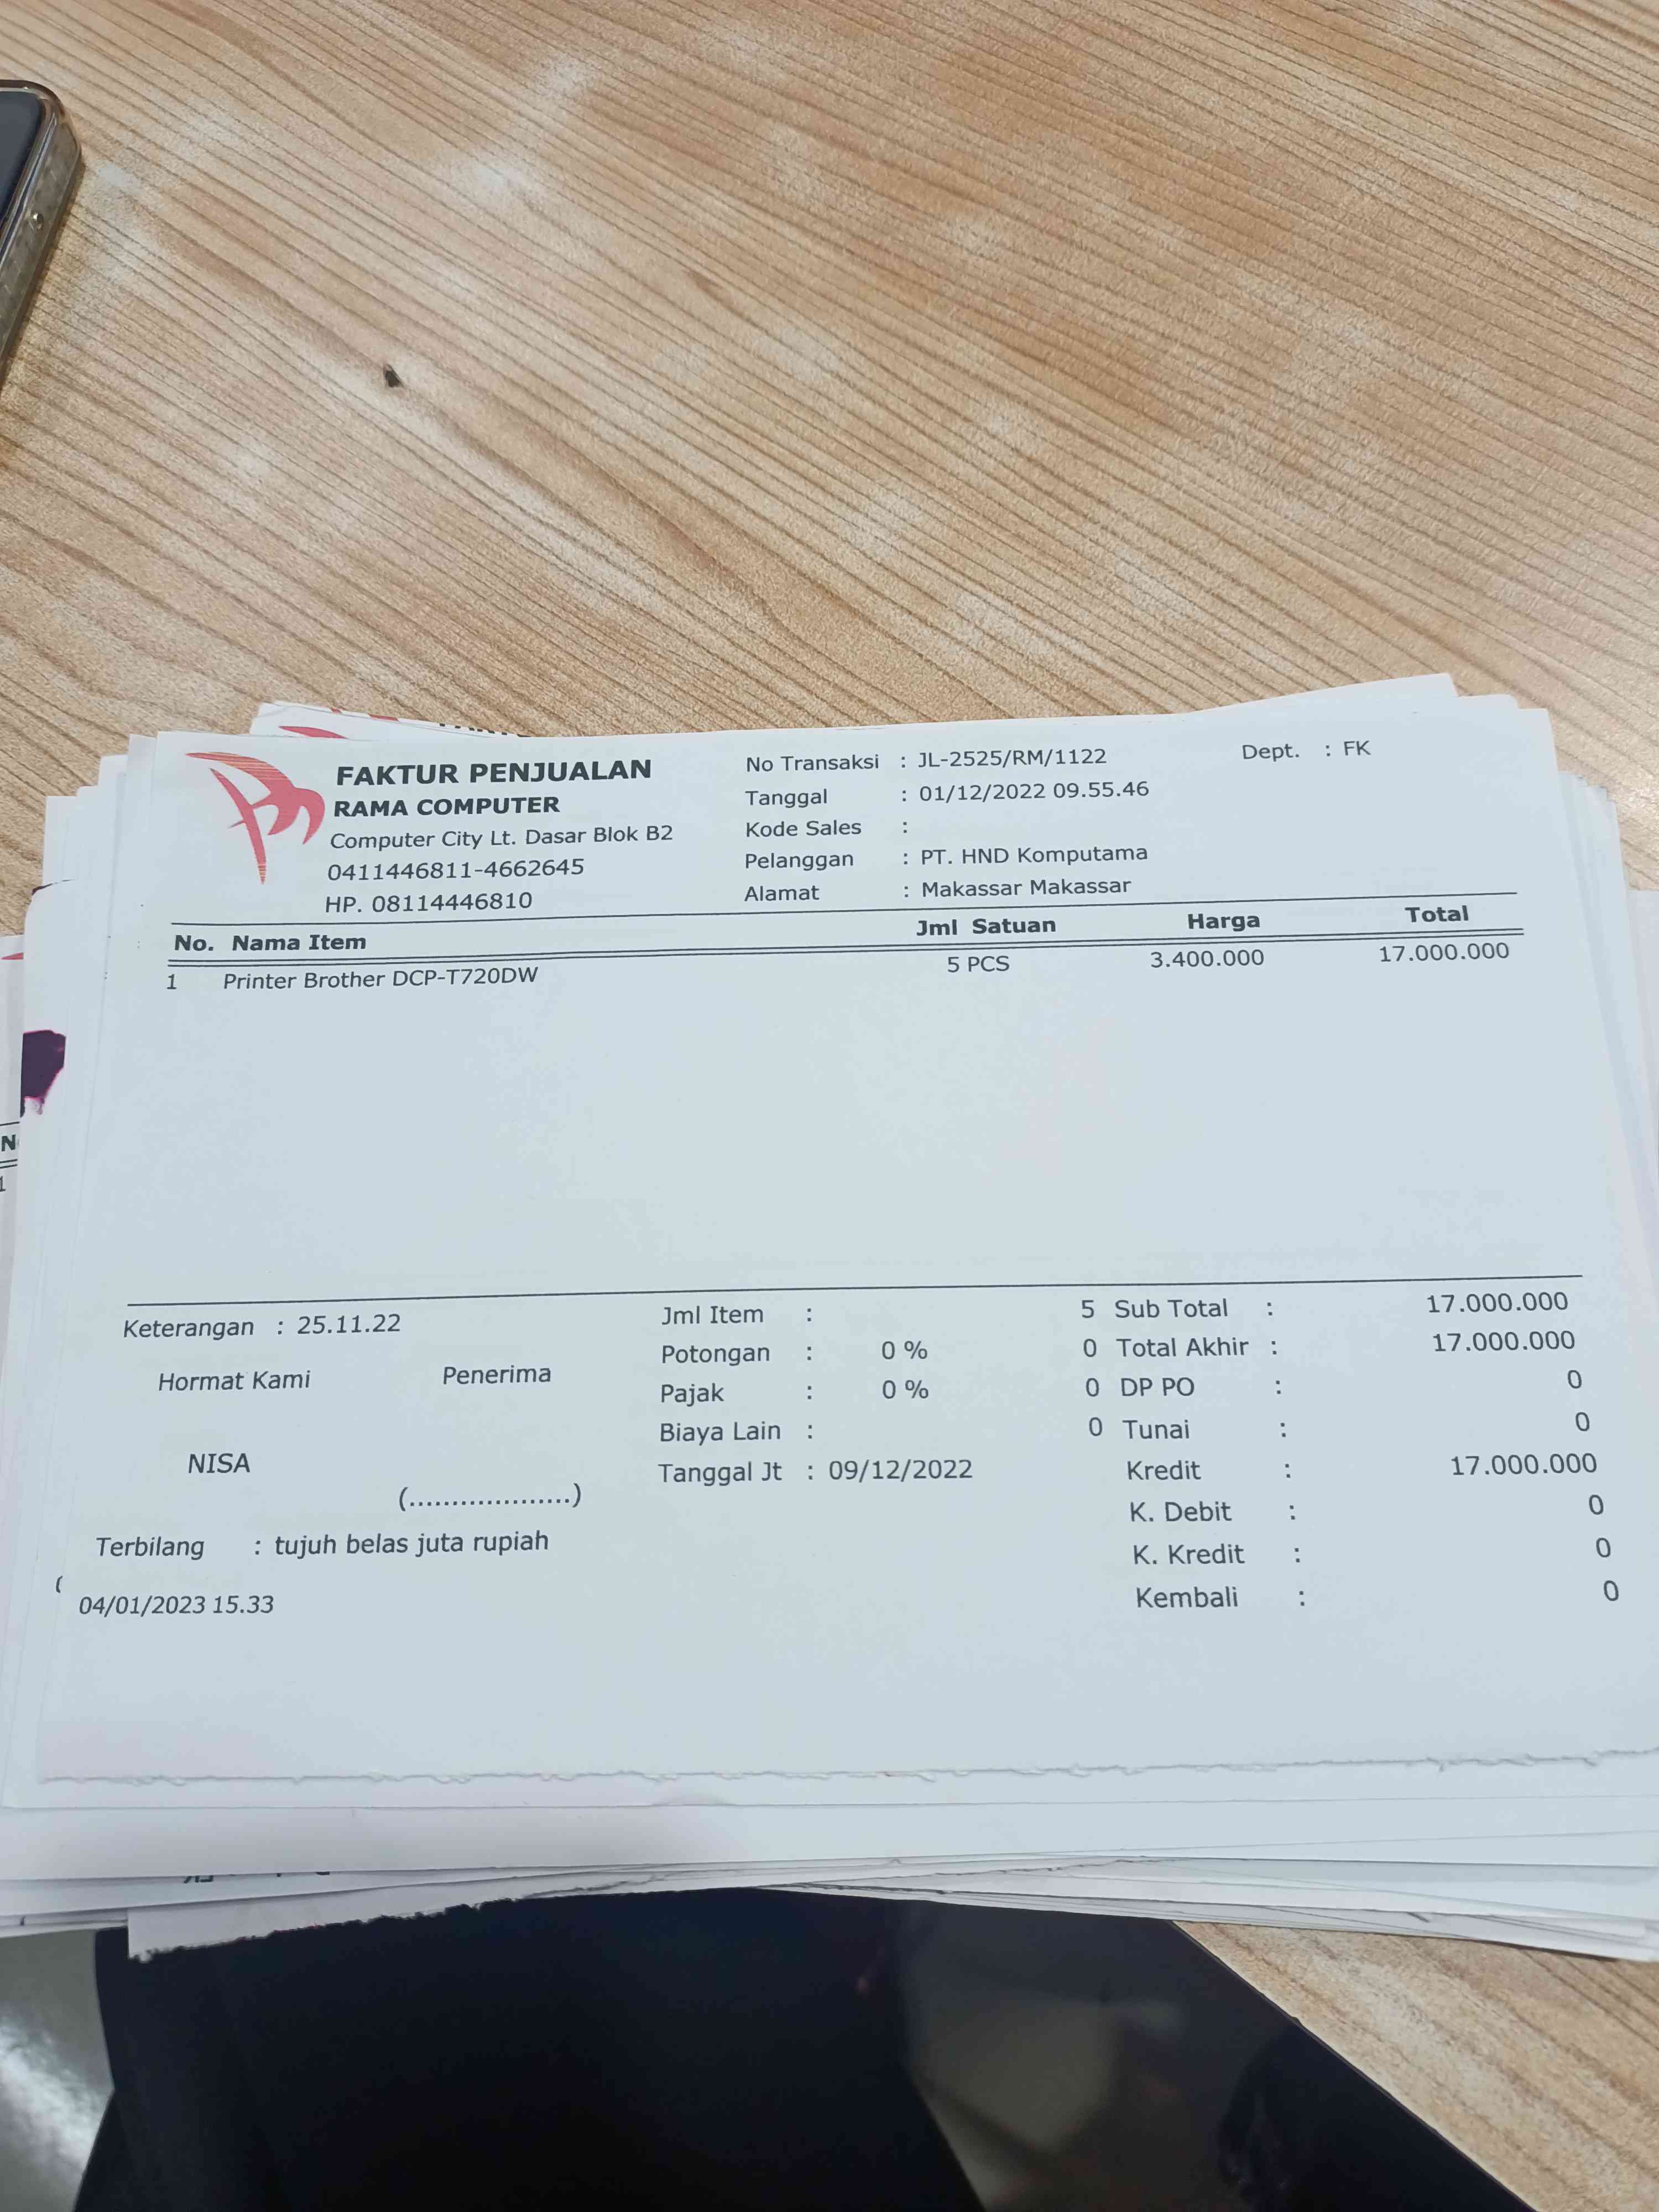 FAKTUR PENJUALAN
RAMA COMPUTER
Computer City Lt. Dasar Blok B2
0411446811-4662645
HP. 08114446810
No Transaksi : JL-2525/RM/1122
Dept. : FK
Tanggal : 01/12/2022 09.55.46
Kode Sales :
Pelanggan : PT. HND Komputama
Alamat : Makassar Makassar
No. Nama Item Jml Satuan Harga Total
1 Printer Brother DCP-T720DW 5 PCS 3.400.000 17.000.000
Keterangan : 25.11.22
Hormat Kami Penerima
NISA
(...................)
Terbilang : tujuh belas juta rupiah
04/01/2023 15.33
Jml Item : 5
Potongan : 0 % 0
Pajak : 0 % 0
Biaya Lain : 0
Tanggal Jt : 09/12/2022
Sub Total : 17.000.000
Total Akhir : 17.000.000
DP PO : 0
Tunai : 0
Kredit : 17.000.000
K. Debit : 0
K. Kredit : 0
Kembali : 0
N
1